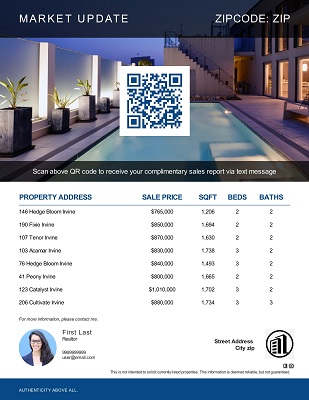 MARKET UPDATE ZIPCODE: ZIP
Scan above QR code to receive your complimentary sales report via text message
PROPERTY ADDRESS SALE PRICE SQFT BEDS BATHS
146 Hedge Bloom Irvine $765,000 1,206 2 2
190 Fixie Irvine $850,000 1,694 2 2
107 Tenor Irvine $870,000 1,630 2 2
103 Acamar Irvine $830,000 1,738 3 2
76 Hedge Bloom Irvine $840,000 1,493 3 2
41 Peony Irvine $800,000 1,665 2 2
123 Catalyst Irvine $1,010,000 1,702 3 2
206 Cultivate Irvine $880,000 1,734 3 3
For more information, please contact me.
First Last
Realtor
9999999999
user@email.com
Street Address
City zip
This is not intended to solicit currently listed properties. This information is deemed reliable, but not guaranteed.
AUTHENTICITY ABOVE ALL.